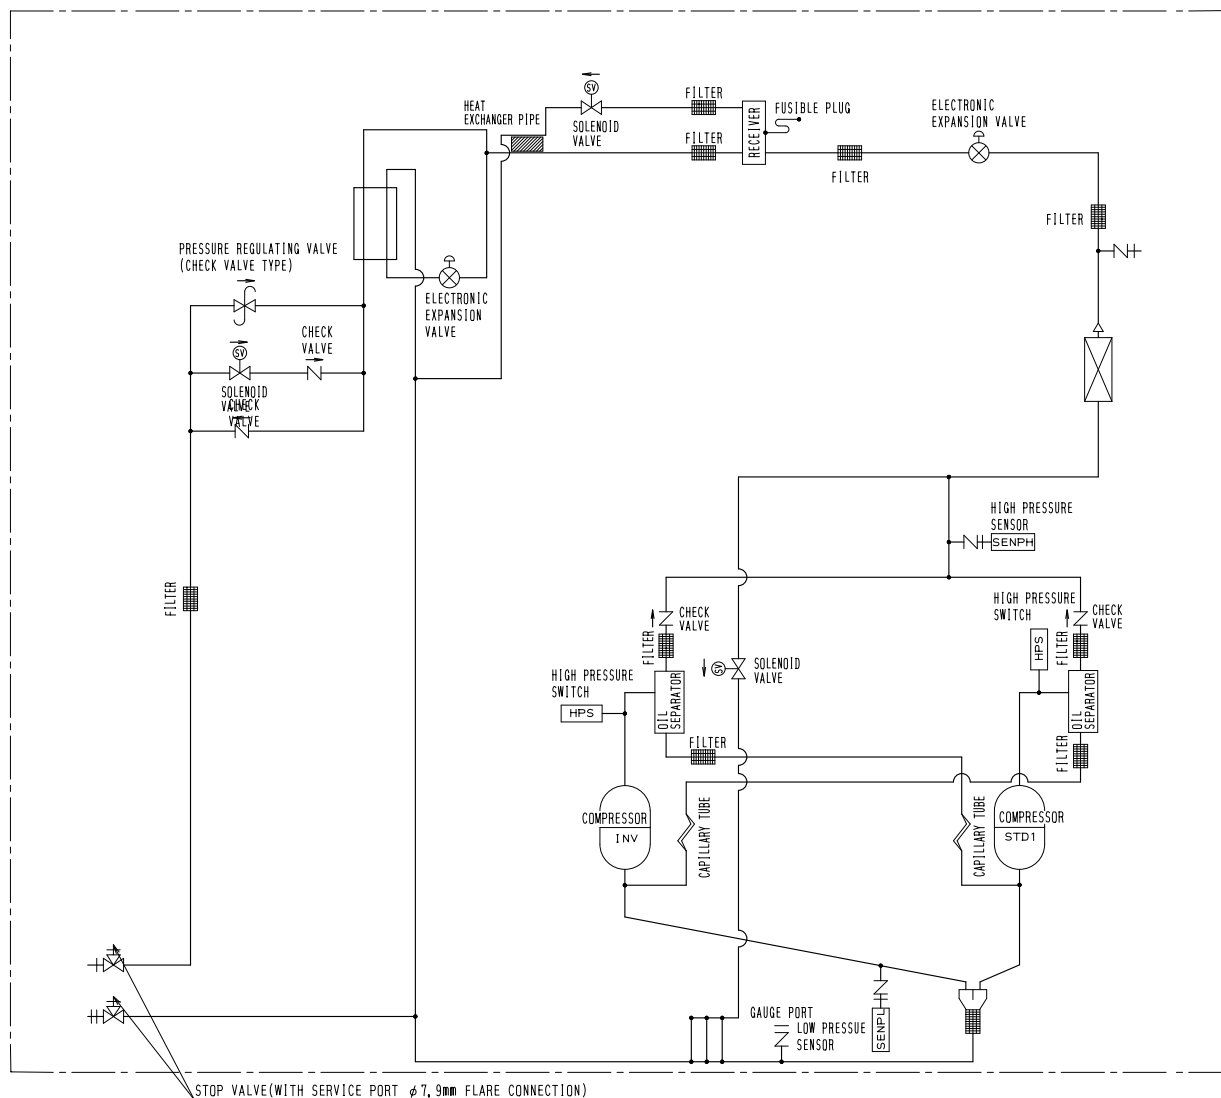 SV
FILTER
FUSIBLE PLUG
ELECTRONIC
EXPANSION VALVE
HEAT
EXCHANGER PIPE
SOLENOID
VALVE
RECEIVER
FILTER
FILTER
FILTER
PRESSURE REGULATING VALVE
(CHECK VALVE TYPE)
ELECTRONIC
EXPANSION
VALVE
CHECK
VALVE
SV
SOLENOID
VALVE
CHECK
VALVE
HIGH PRESSURE
SENSOR
SENPH
FILTER
HIGH PRESSURE
SWITCH
HPS
CHECK
VALVE
FILTER
CHECK
VALVE
FILTER
SV
SOLENOID
VALVE
HIGH PRESSURE
SWITCH
HPS
OIL
SEPARATOR
OIL
SEPARATOR
FILTER
FILTER
COMPRESSOR
INV
CAPILLARY TUBE
CAPILLARY TUBE
COMPRESSOR
STD1
GAUGE PORT
LOW PRESSUE
SENSOR
SENPL
STOP VALVE(WITH SERVICE PORT φ7,9mm FLARE CONNECTION)